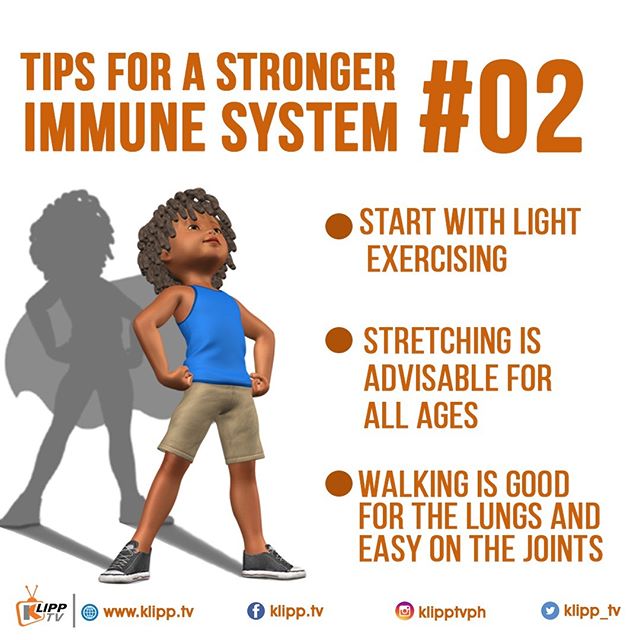 TIPS FOR A STRONGER
IMMUNE SYSTEM
#02
START WITH LIGHT
EXERCISING
STRETCHING IS
ADVISABLE FOR
ALL AGES
WALKING IS GOOD
FOR THE LUNGS AND
EASY ON THE JOINTS
KLIPP
TV
www.klipp.tv
klipp.tv
klipptvph
klipp_tv